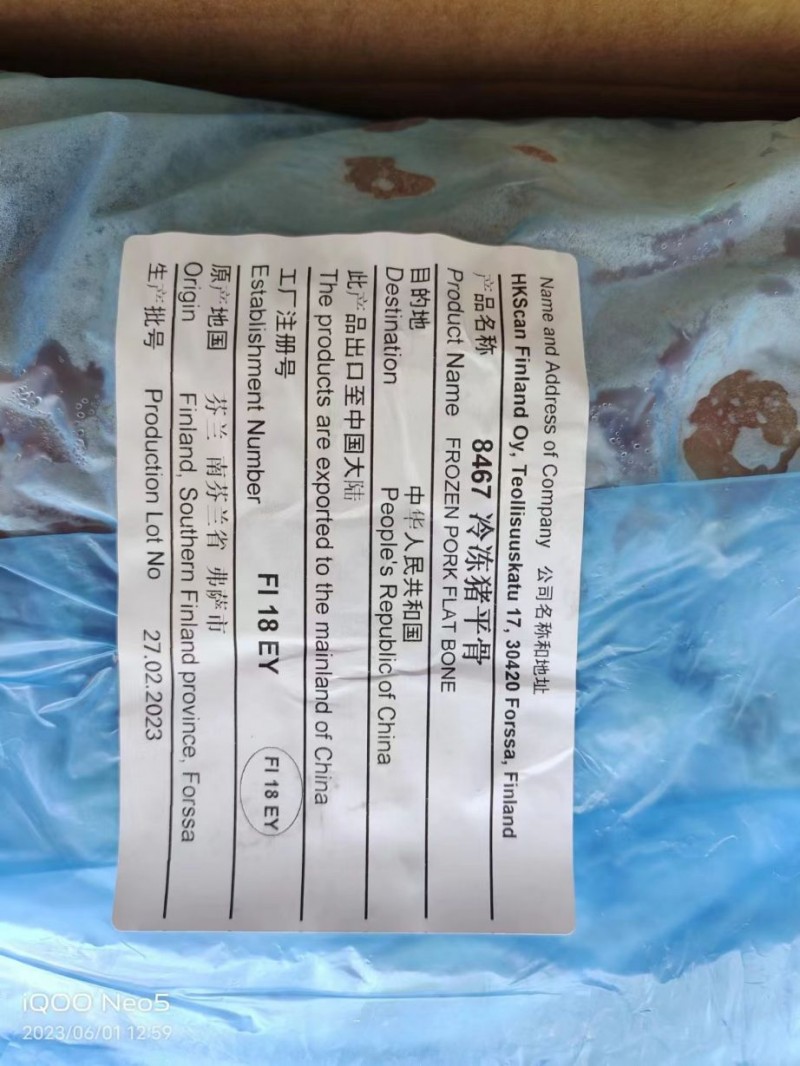 Name and Address of Company 公司名称和地址
HKScan Finland Oy, Teollisuuskatu 17, 30420 Forssa, Finland
产品名称 8467 冷冻猪平骨
Product Name FROZEN PORK FLAT BONE
目的地 中华人民共和国
Destination People's Republic of China
此产品出口至中国大陆
The products are exported to the mainland of China
工厂注册号
Establishment Number FI 18 EY FI 18 EY
原产地国 芬兰 南芬兰省 弗萨市
Origin Finland, Southern Finland province, Forssa
生产批号 Production Lot No 27.02.2023
iQOO Neo5
2023/06/01 12:59